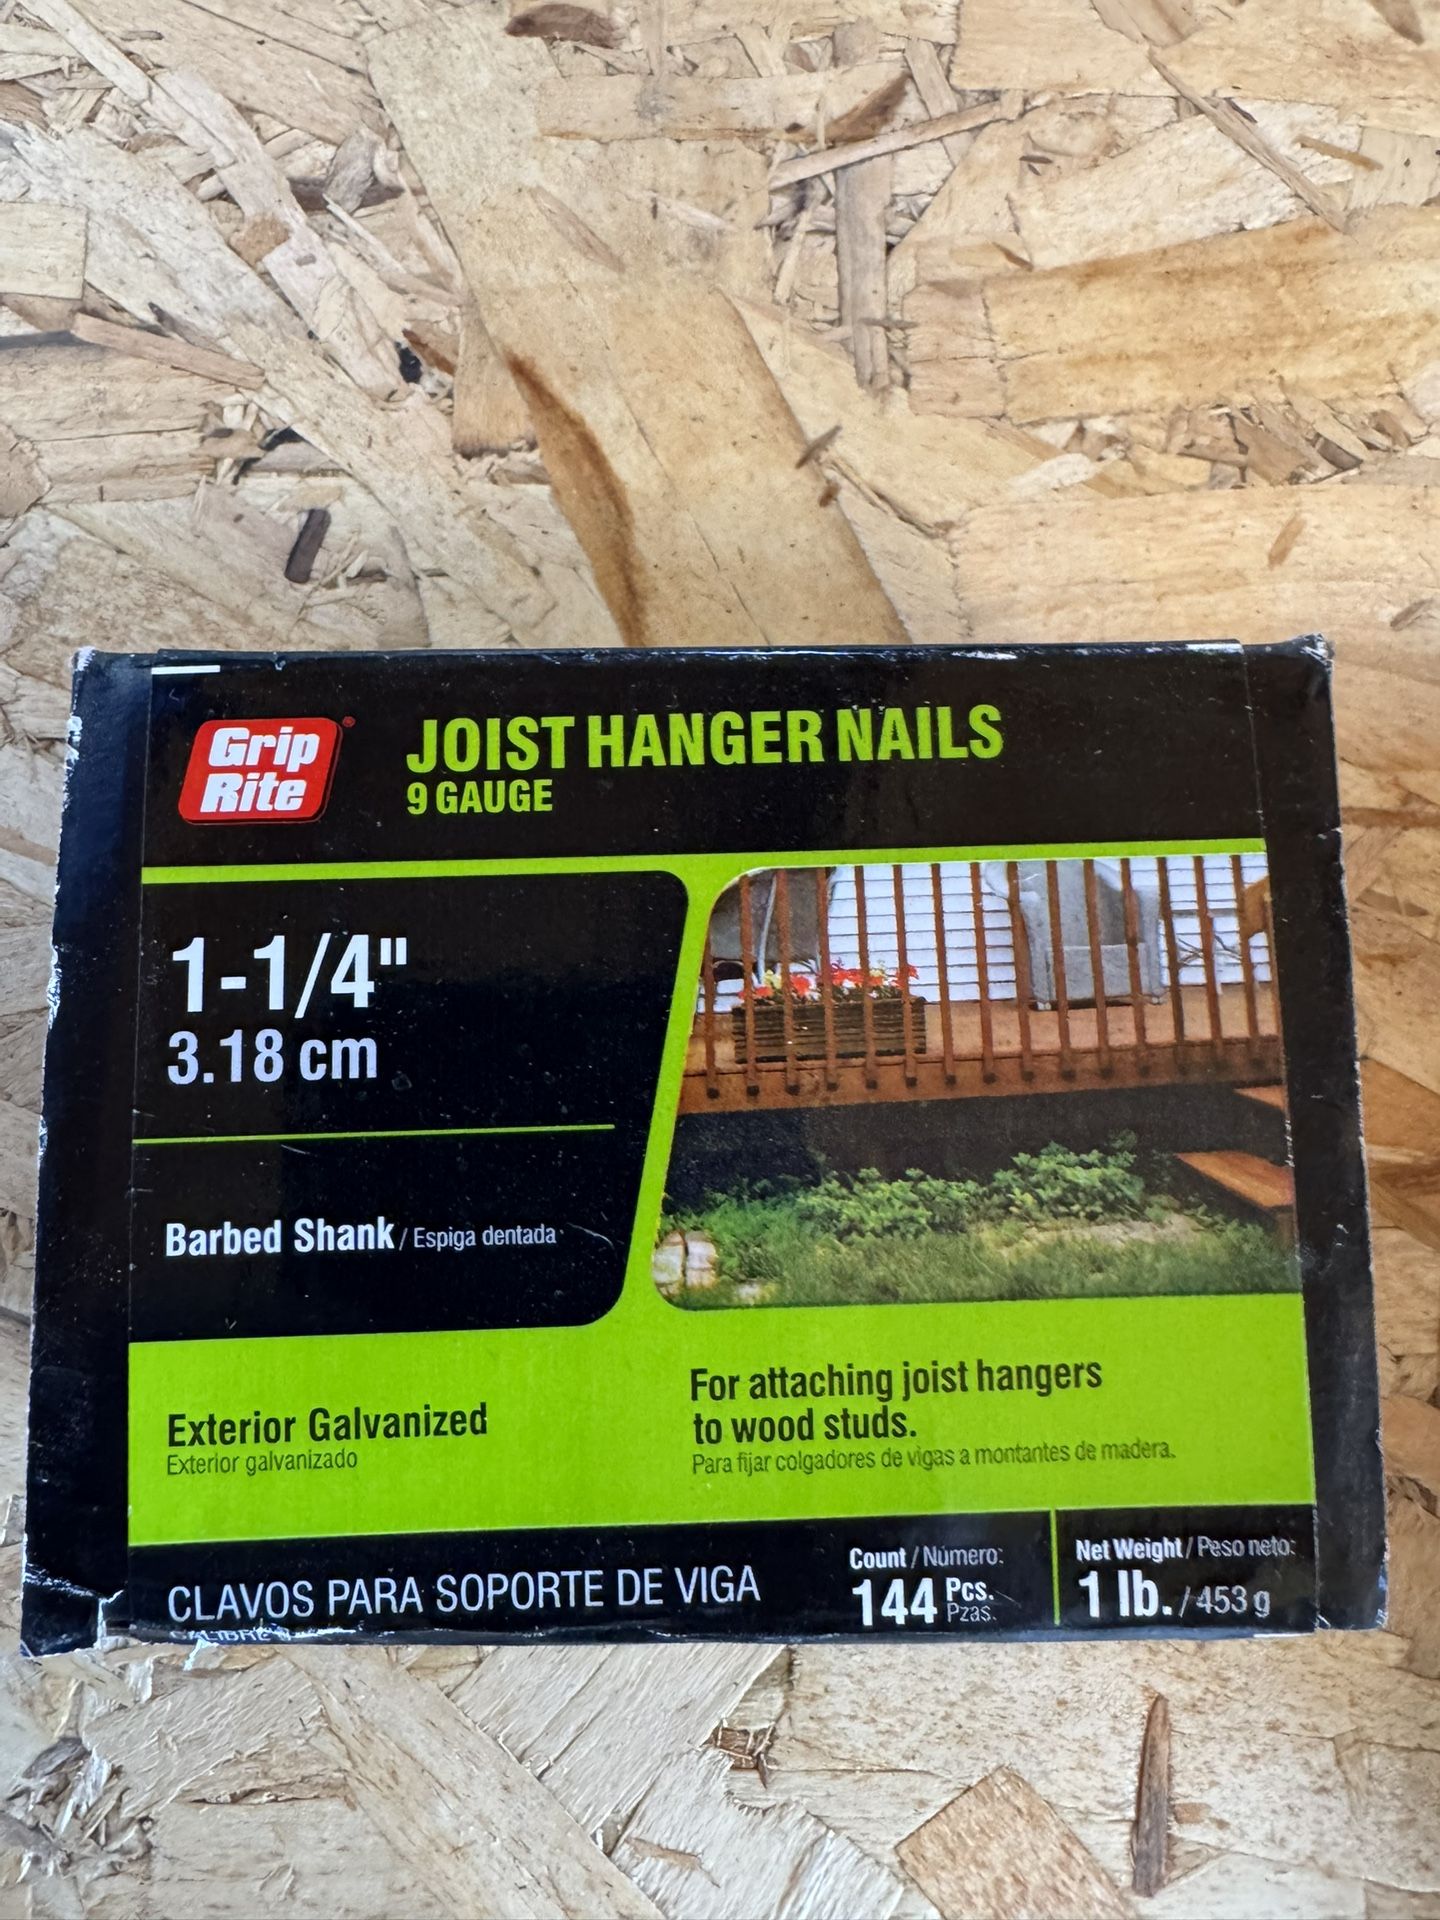 Grip
Rite®
JOIST HANGER NAILS
9 GAUGE
1-1/4"
3.18 cm
Barbed Shank / Espiga dentada
Exterior Galvanized
Exterior galvanizado
For attaching joist hangers
to wood studs.
Para fijar colgadores de vigas a montantes de madera.
CLAVOS PARA SOPORTE DE VIGA
Count / Número:
144 Pcs.
Pzas.
Net Weight / Peso neto:
1 lb. / 453 g